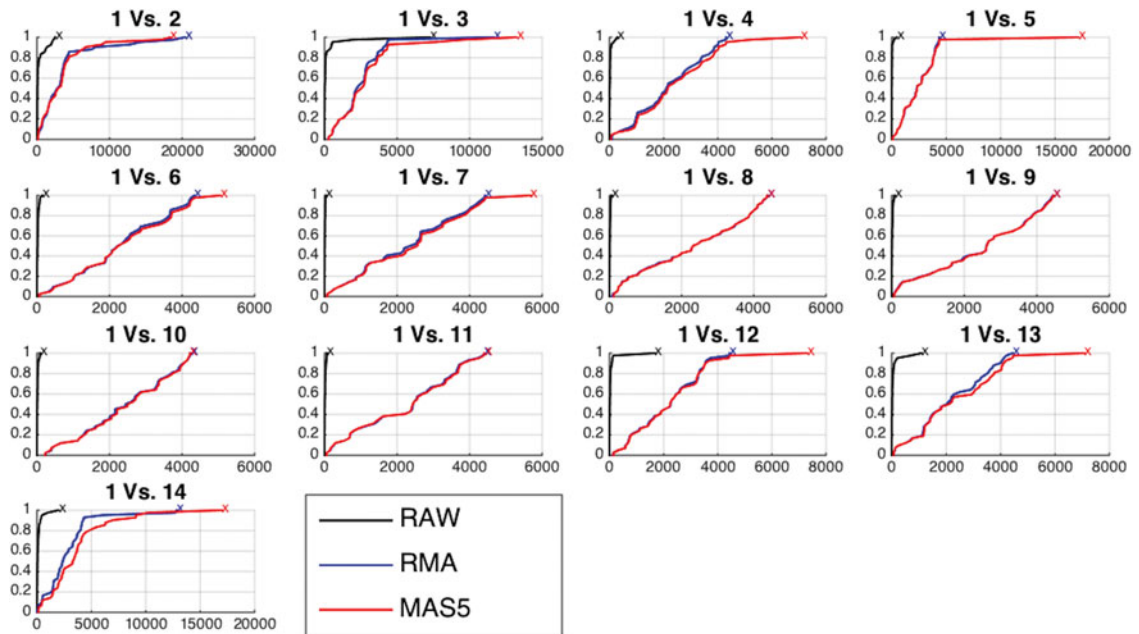 1 Vs. 2 1 Vs. 3 1 Vs. 4 1 Vs. 5
1 x 1 x x x 1 x x x 1 x x x
0.8 0.8 0.8 0.8
0.6 0.6 0.6 0.6
0.4 0.4 0.4 0.4
0.2 0.2 0.2 0.2
0 0 0 0
0 10000 20000 30000 0 5000 10000 15000 0 2000 4000 6000 8000 0 5000 10000 15000 20000
1 Vs. 6 1 Vs. 7 1 Vs. 8 1 Vs. 9
1 x x x 1 x x x 1 x x 1 x x
0.8 0.8 0.8 0.8
0.6 0.6 0.6 0.6
0.4 0.4 0.4 0.4
0.2 0.2 0.2 0.2
0 0 0 0
0 2000 4000 6000 0 2000 4000 6000 0 2000 4000 6000 0 2000 4000 6000
1 Vs. 10 1 Vs. 11 1 Vs. 12 1 Vs. 13
1 x x 1 x x 1 x x x 1 x x x
0.8 0.8 0.8 0.8
0.6 0.6 0.6 0.6
0.4 0.4 0.4 0.4
0.2 0.2 0.2 0.2
0 0 0 0
0 2000 4000 6000 0 2000 4000 6000 0 2000 4000 6000 8000 0 2000 4000 6000 8000
1 Vs. 14
1 x x x
0.8
0.6
0.4
0.2
0
0 5000 10000 15000 20000
RAW
RMA
MAS5